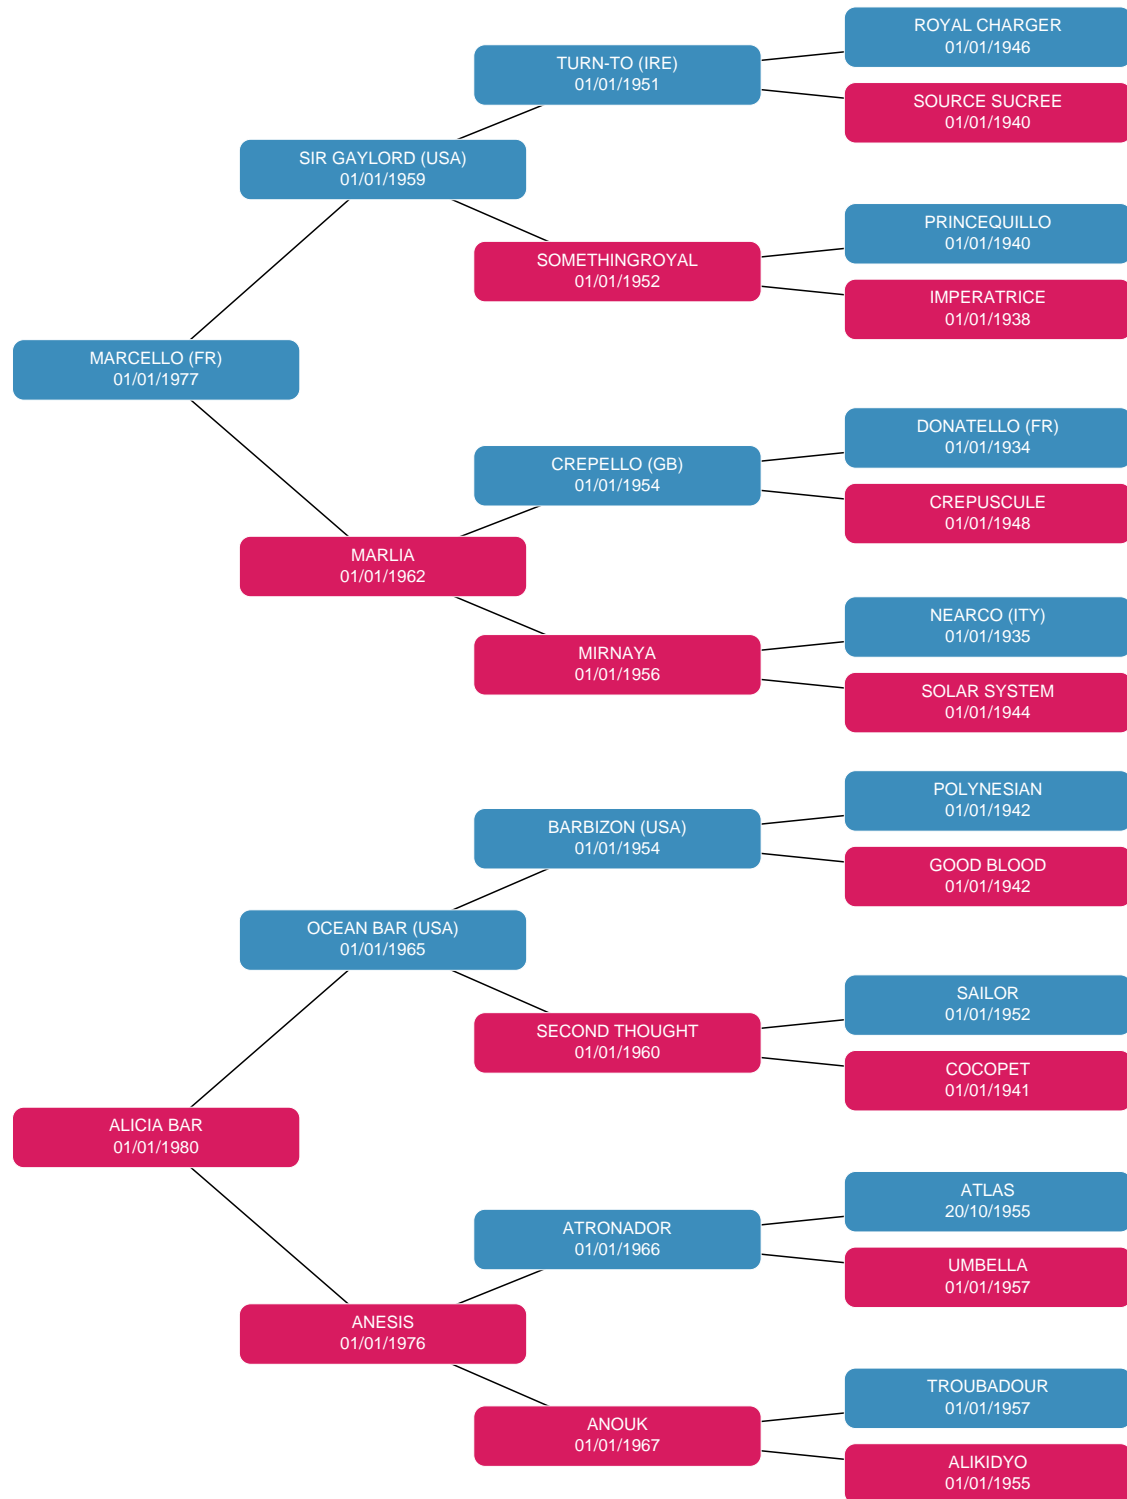 ROYAL CHARGER
01/01/1946
TURN-TO (IRE)
01/01/1951
SOURCE SUCREE
01/01/1940
SIR GAYLORD (USA)
01/01/1959
PRINCEQUILLO
01/01/1940
SOMETHINGROYAL
01/01/1952
IMPERATRICE
01/01/1938
MARCELLO (FR)
01/01/1977
DONATELLO (FR)
01/01/1934
CREPELLO (GB)
01/01/1954
CREPUSCULE
01/01/1948
MARLIA
01/01/1962
NEARCO (ITY)
01/01/1935
MIRNAYA
01/01/1956
SOLAR SYSTEM
01/01/1944
POLYNESIAN
01/01/1942
BARBIZON (USA)
01/01/1954
GOOD BLOOD
01/01/1942
OCEAN BAR (USA)
01/01/1965
SAILOR
01/01/1952
SECOND THOUGHT
01/01/1960
COCOPET
01/01/1941
ALICIA BAR
01/01/1980
ATLAS
20/10/1955
ATRONADOR
01/01/1966
UMBELLA
01/01/1957
ANESIS
01/01/1976
TROUBADOUR
01/01/1957
ANOUK
01/01/1967
ALIKIDYO
01/01/1955